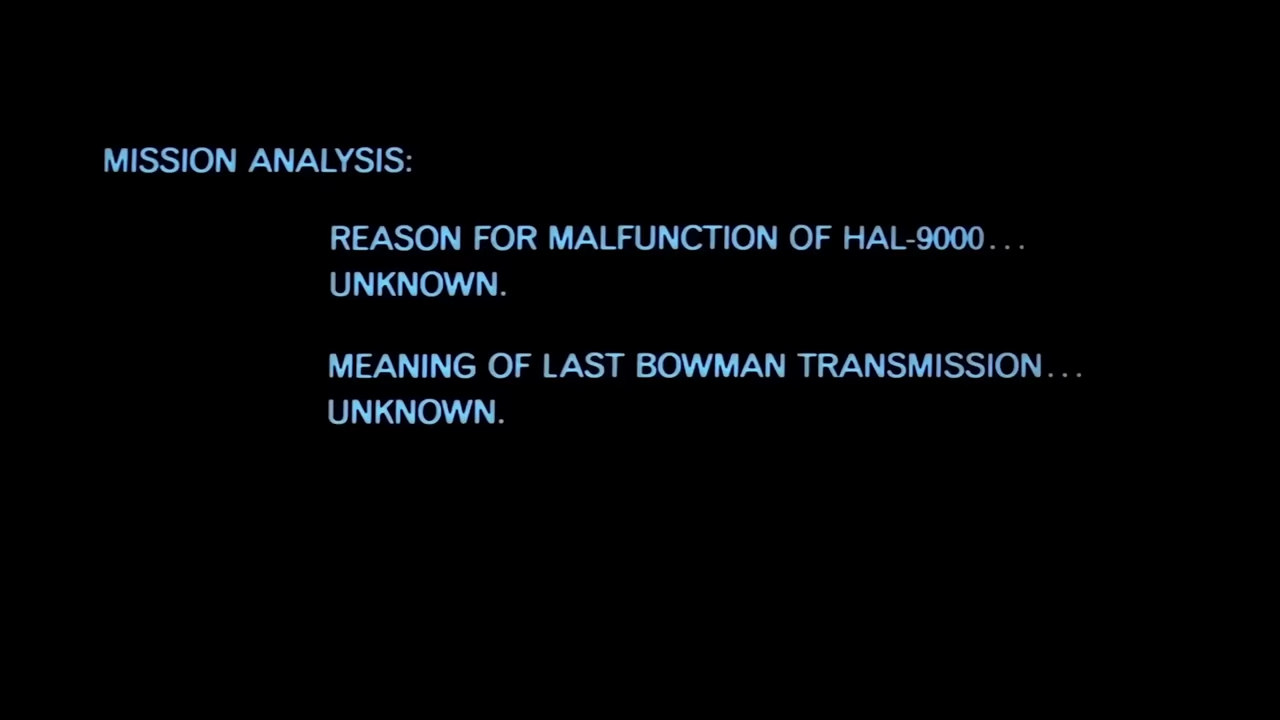 MISSION ANALYSIS:
REASON FOR MALFUNCTION OF HAL-9000...
UNKNOWN.
MEANING OF LAST BOWMAN TRANSMISSION...
UNKNOWN.